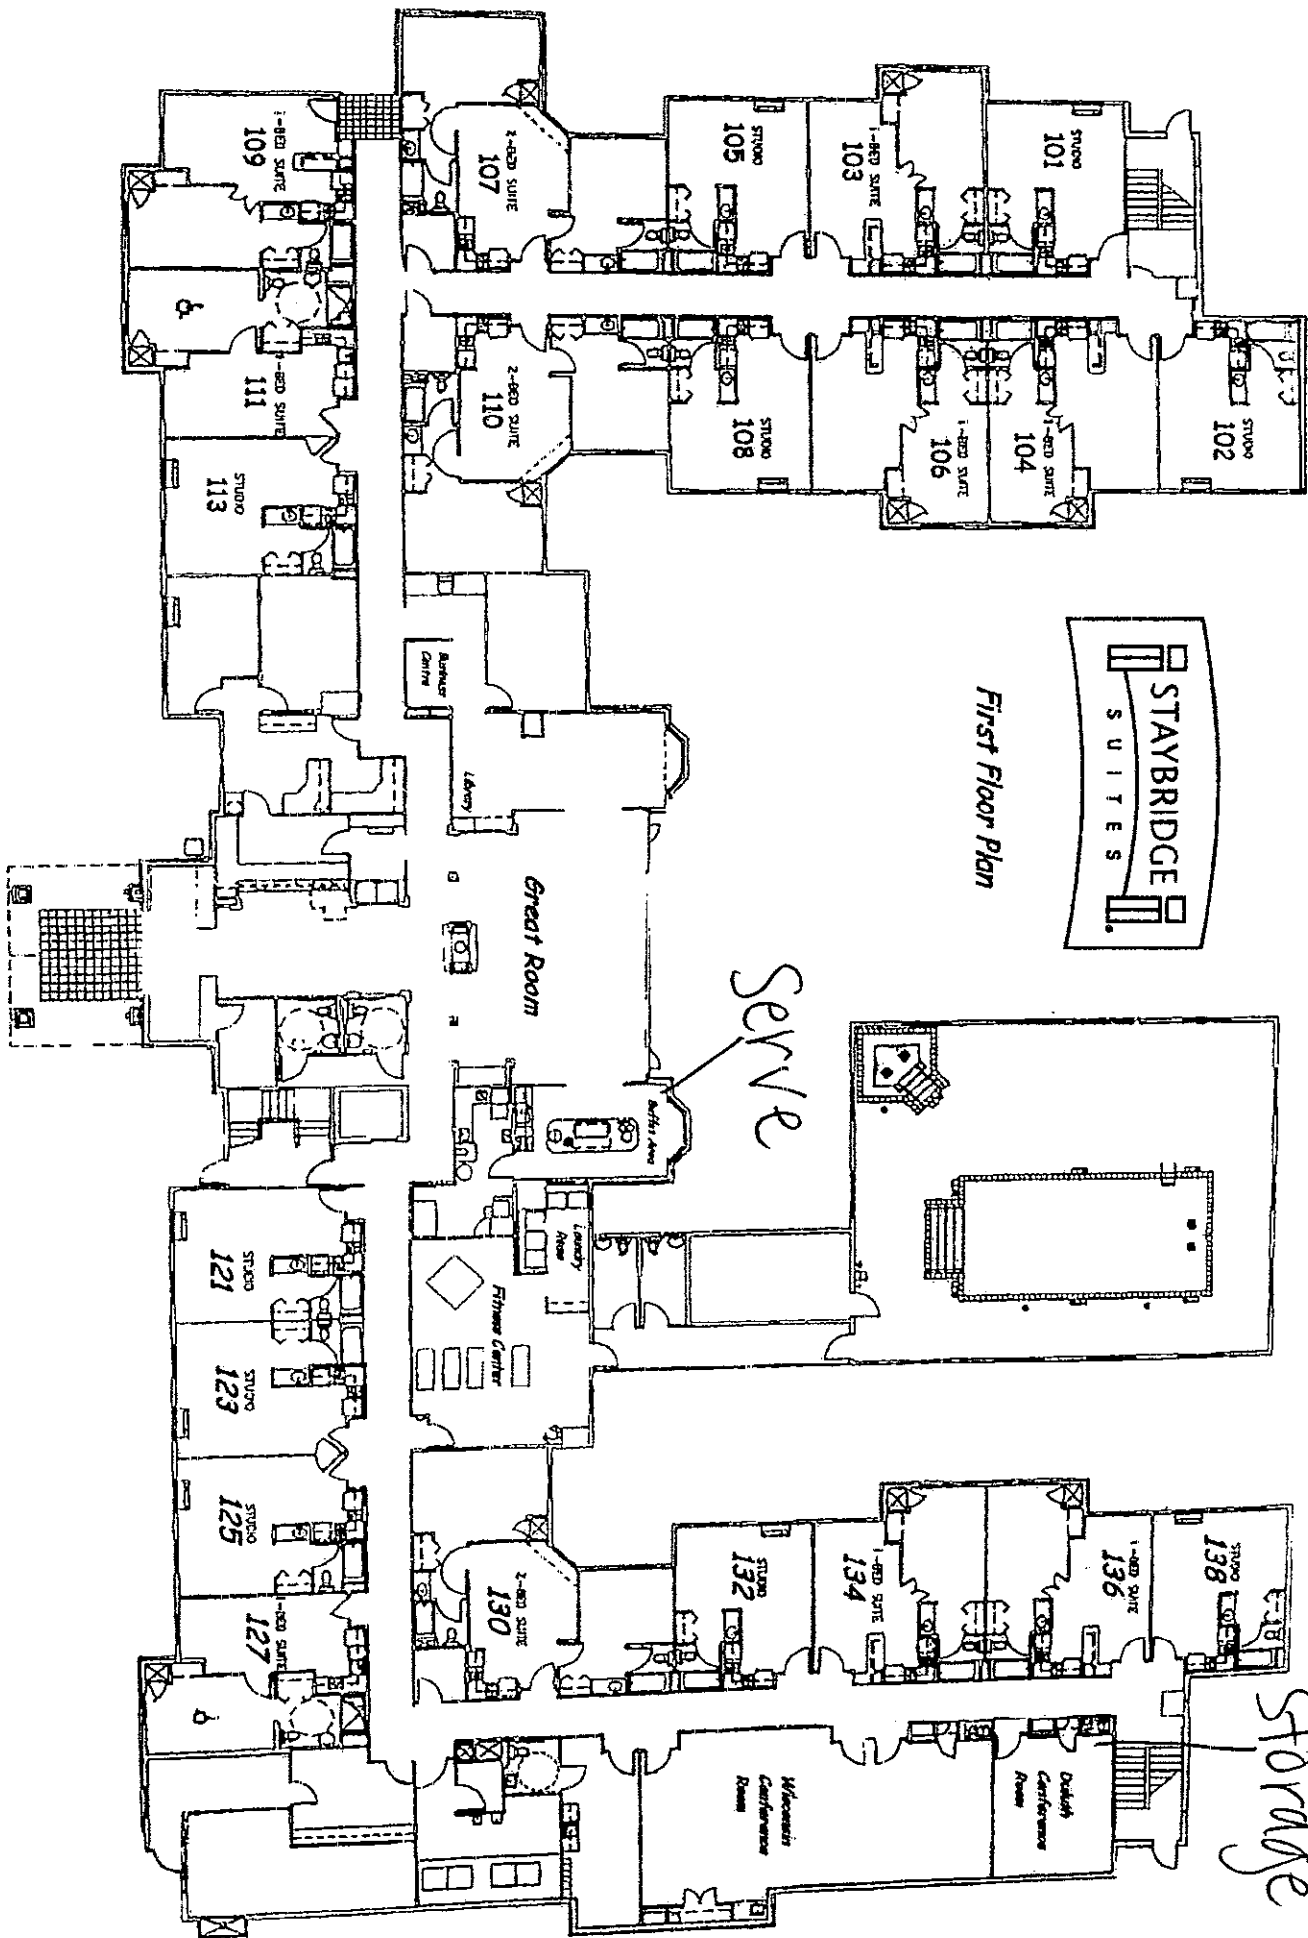 STAYBRIDGE
SUITES
First Floor Plan
STUDIO
101
1-BED SUITE
103
STUDIO
105
2-BED SUITE
107
1-BED SUITE
109
STUDIO
102
1-BED SUITE
104
1-BED SUITE
106
STUDIO
108
2-BED SUITE
110
1-BED SUITE
111
STUDIO
113
Business
Centre
Library
Great Room
Serve
Buffet Area
Laundry
Area
Fitness Center
STUDIO
121
STUDIO
123
STUDIO
125
1-BED SUITE
127
2-BED SUITE
130
STUDIO
132
1-BED SUITE
134
1-BED SUITE
136
STUDIO
138
Storage
Wisconsin
Conference
Room
Duluth
Conference
Room